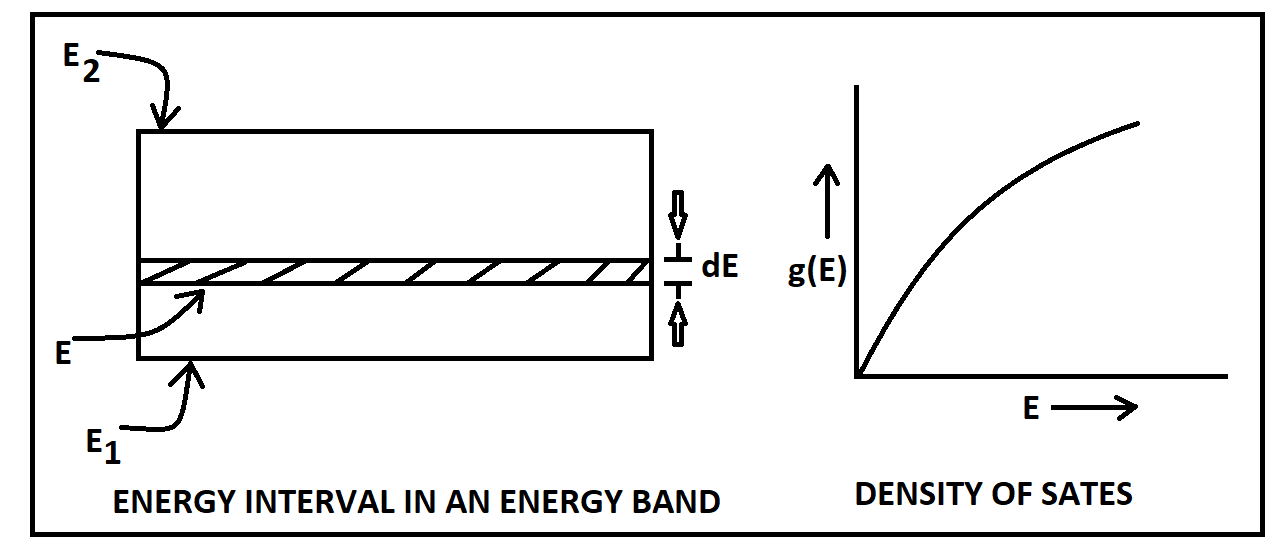 E2
dE
E
E1
ENERGY INTERVAL IN AN ENERGY BAND
g(E)
E
DENSITY OF SATES